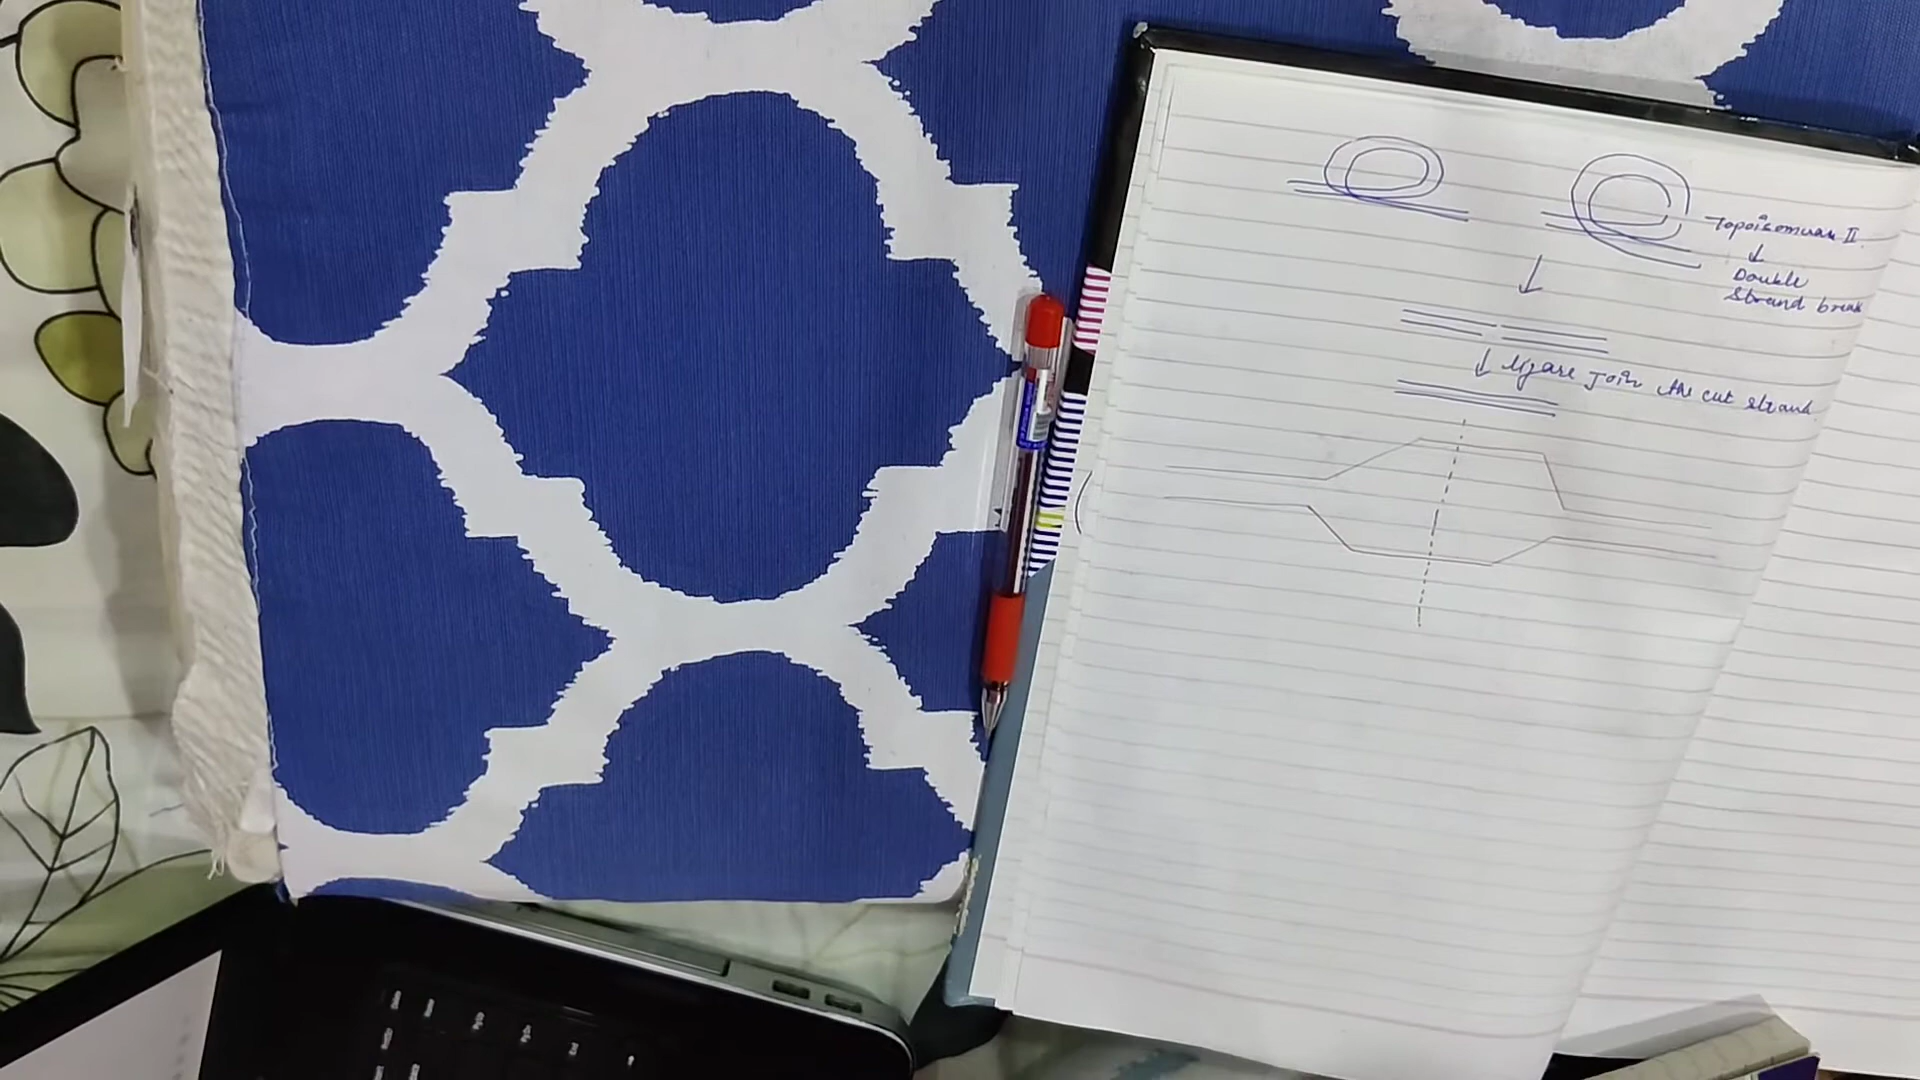 Topoisomerase II.
↓
Double
Strand break
↓ Ligase Join the cut strand